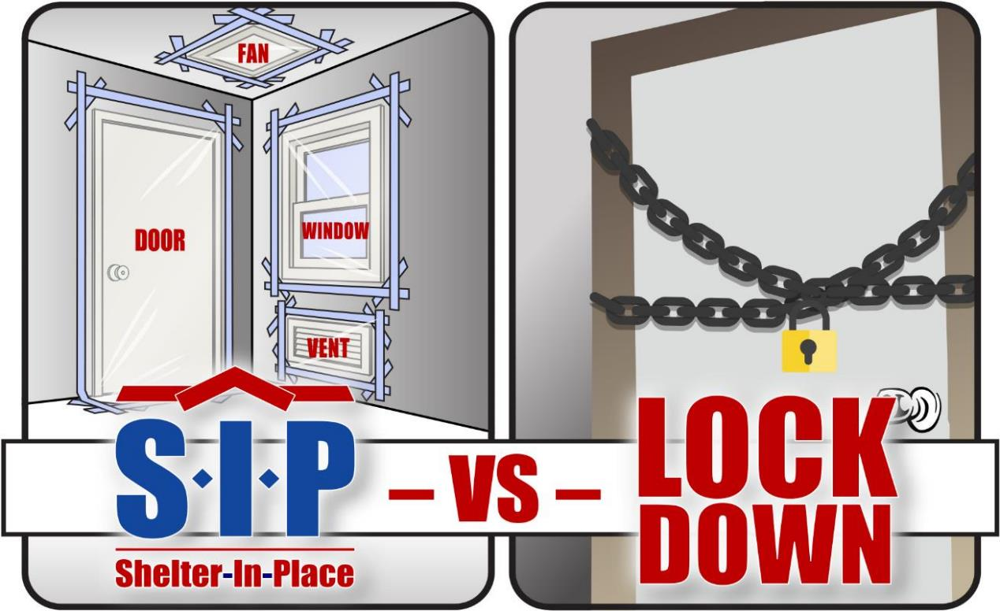 FAN
DOOR
WINDOW
VENT
S·I·P
Shelter-In-Place
– VS –
LOCK
DOWN